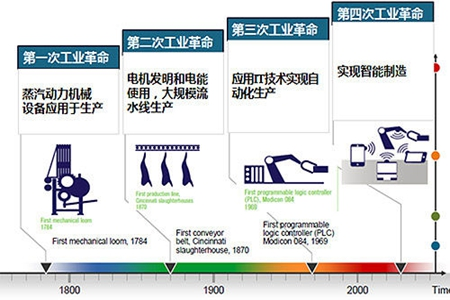 第一次工业革命
蒸汽动力机械
设备应用于生产
First mechanical loom
1784
First mechanical loom, 1784
第二次工业革命
电机发明和电能
使用，大规模流
水线生产
First production line,
Cincinnati slaughterhouses
1870
First conveyor
belt, Cincinnati
slaughterhouse, 1870
第三次工业革命
应用IT技术实现自
动化生产
First programmable logic controller
(PLC), Modicon 084
1969
First programmable
logic controller (PLC)
Modicon 084, 1969
第四次工业革命
实现智能制造
1800
1900
2000
Time